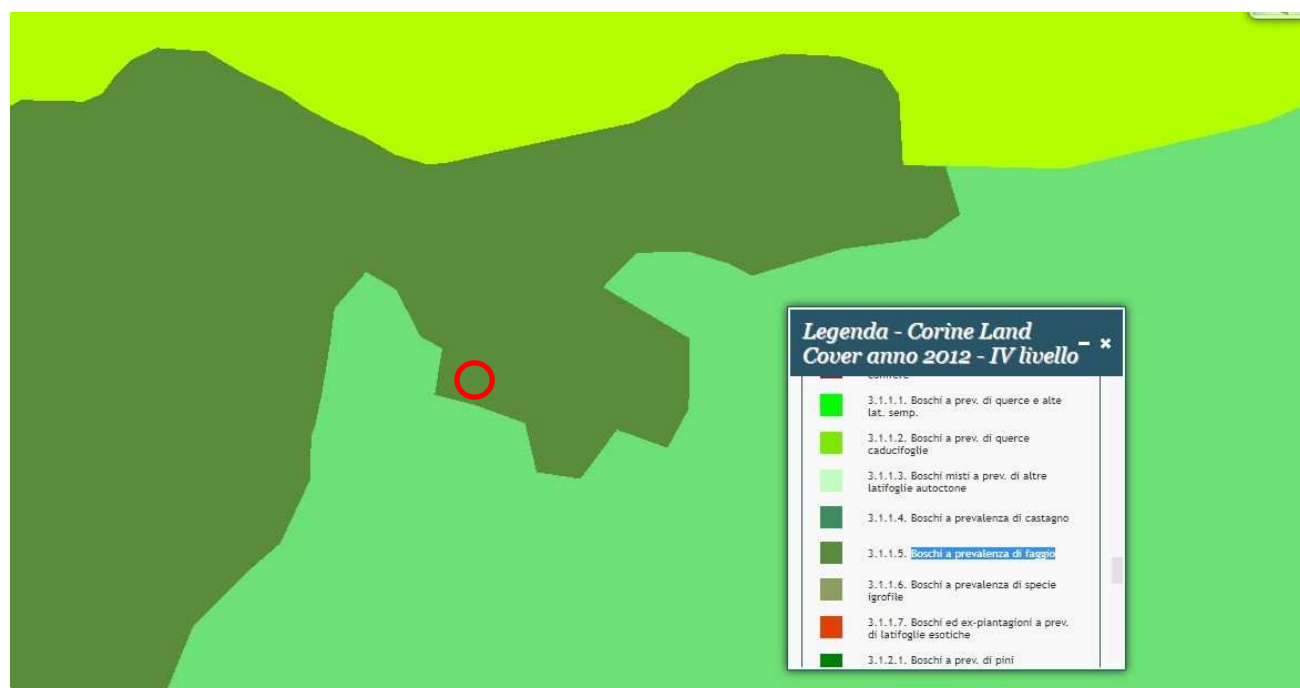 Legenda - Corine Land
Cover anno 2012 - IV livello
conifere
3.1.1.1. Boschi a prev. di querce e alte
lat. semp.
3.1.1.2. Boschi a prev. di querce
caducifoglie
3.1.1.3. Boschi misti a prev. di altre
latifoglie autoctone
3.1.1.4. Boschi a prevalenza di castagno
3.1.1.5. Boschi a prevalenza di faggio
3.1.1.6. Boschi a prevalenza di specie
igrofile
3.1.1.7. Boschi ed ex-piantagioni a prev.
di latifoglie esotiche
3.1.2.1. Boschi a prev. di pini